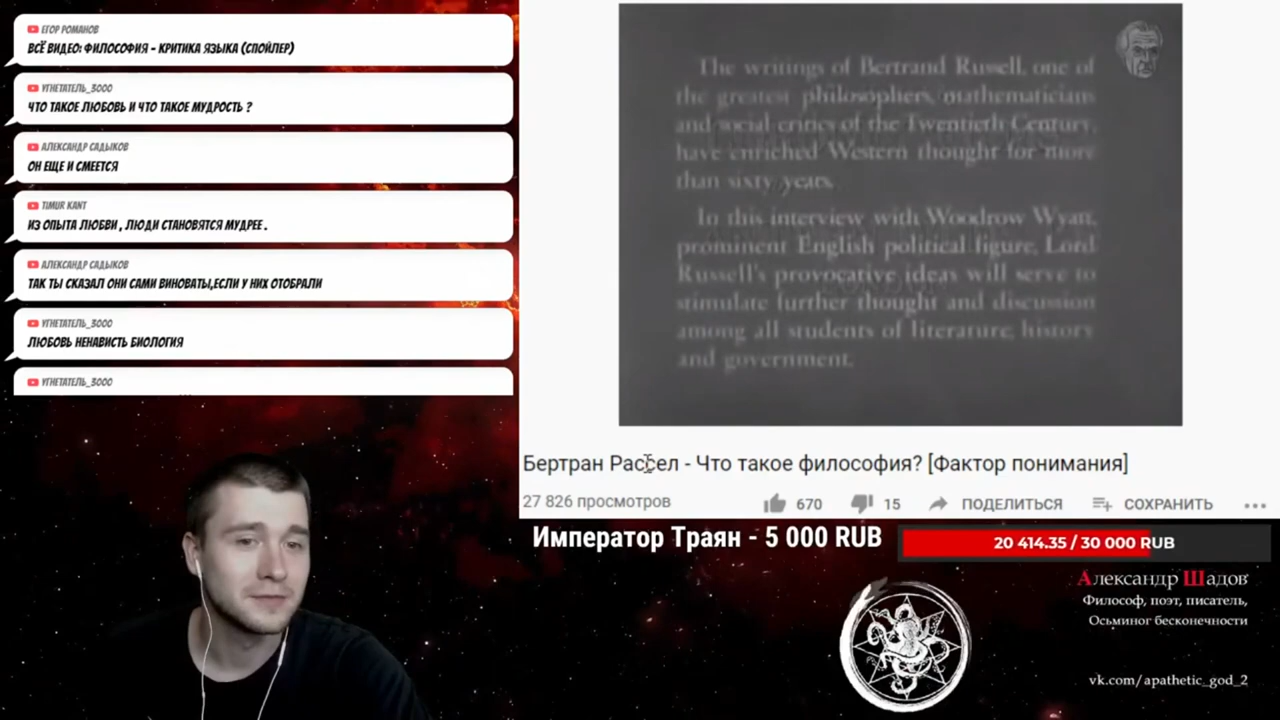 ЕГОР РОМАНОВ
ВСЁ ВИДЕО: ФИЛОСОФИЯ - КРИТИКА ЯЗЫКА (СПОЙЛЕР)
УГНЕТАТЕЛЬ_3000
ЧТО ТАКОЕ ЛЮБОВЬ И ЧТО ТАКОЕ МУДРОСТЬ ?
АЛЕКСАНДР САДЫКОВ
ОН ЕЩЕ И СМЕЕТСЯ
TIMUR KANT
ИЗ ОПЫТА ЛЮБВИ , ЛЮДИ СТАНОВЯТСЯ МУДРЕЕ .
АЛЕКСАНДР САДЫКОВ
ТАК ТЫ СКАЗАЛ ОНИ САМИ ВИНОВАТЫ,ЕСЛИ У НИХ ОТОБРАЛИ
УГНЕТАТЕЛЬ_3000
ЛЮБОВЬ НЕНАВИСТЬ БИОЛОГИЯ
УГНЕТАТЕЛЬ_3000
The writings of Bertrand Russell, one of
the greatest philosophers, mathematicians
and social critics of the Twentieth Century,
have enriched Western thought for more
than sixty years.
In this interview with Woodrow Wyatt,
prominent English political figure, Lord
Russell's provocative ideas will serve to
stimulate further thought and discussion
among all students of literature, history
and government.
Бертран Рассел - Что такое философия? [Фактор понимания]
27 826 просмотров
670
15
ПОДЕЛИТЬСЯ
СОХРАНИТЬ
Император Траян - 5 000 RUB
20 414.35 / 30 000 RUB
Александр Шадов
Философ, поэт, писатель,
Осьминог бесконечности
vk.com/apathetic_god_2